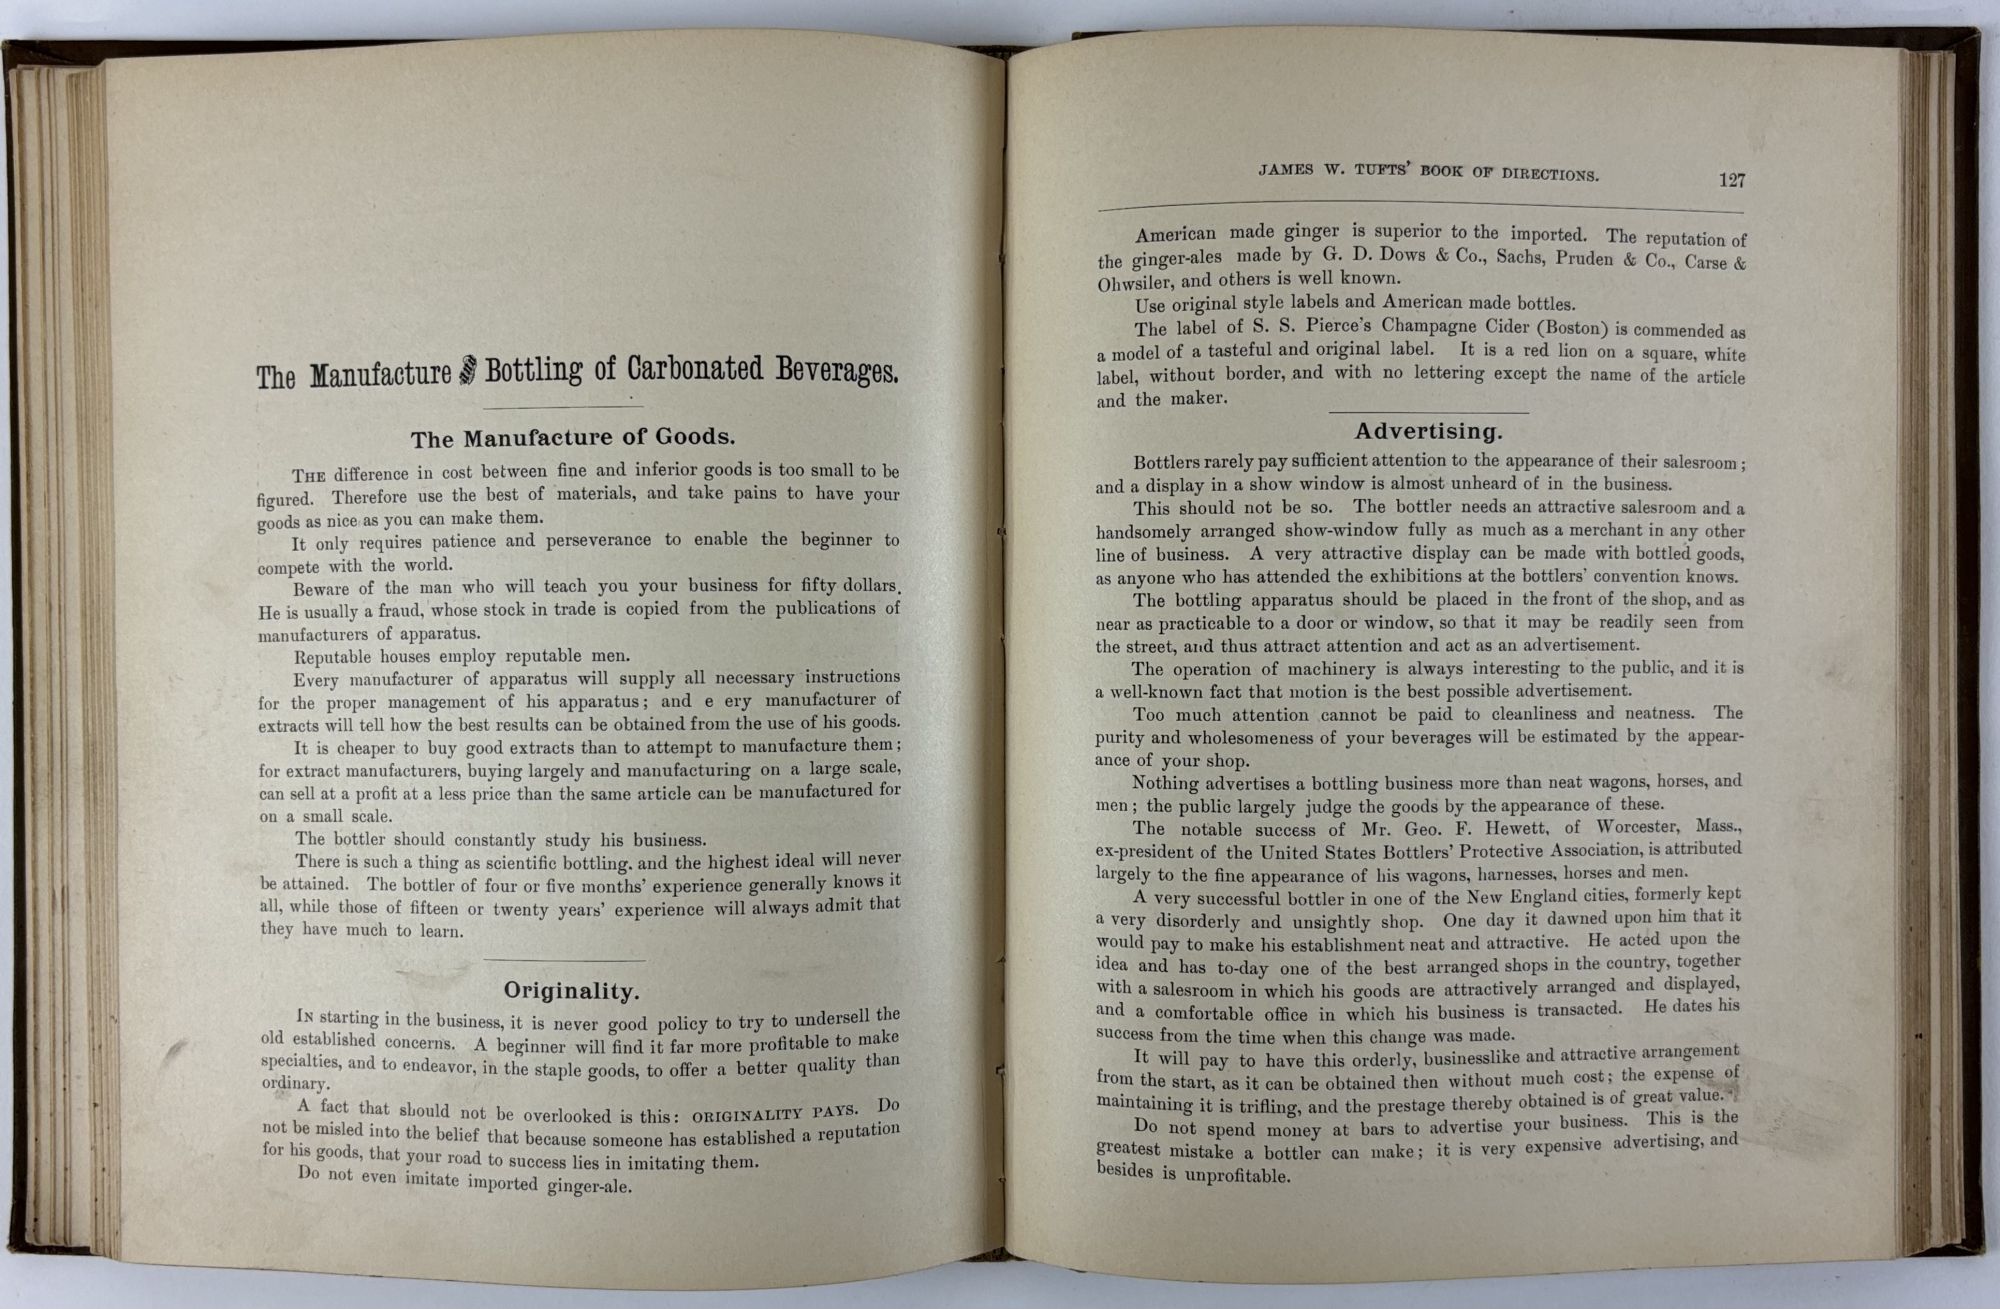 The Manufacture and Bottling of Carbonated Beverages.
The Manufacture of Goods.
THE difference in cost between fine and inferior goods is too small to be
figured. Therefore use the best of materials, and take pains to have your
goods as nice as you can make them.
It only requires patience and perseverance to enable the beginner to
compete with the world.
Beware of the man who will teach you your business for fifty dollars.
He is usually a fraud, whose stock in trade is copied from the publications of
manufacturers of apparatus.
Reputable houses employ reputable men.
Every manufacturer of apparatus will supply all necessary instructions
for the proper management of his apparatus; and e ery manufacturer of
extracts will tell how the best results can be obtained from the use of his goods.
It is cheaper to buy good extracts than to attempt to manufacture them;
for extract manufacturers, buying largely and manufacturing on a large scale,
can sell at a profit at a less price than the same article can be manufactured for
on a small scale.
The bottler should constantly study his business.
There is such a thing as scientific bottling. and the highest ideal will never
be attained. The bottler of four or five months' experience generally knows it
all, while those of fifteen or twenty years' experience will always admit that
they have much to learn.
Originality.
IN starting in the business, it is never good policy to try to undersell the
old established concerns. A beginner will find it far more profitable to make
specialties, and to endeavor, in the staple goods, to offer a better quality than
ordinary.
A fact that should not be overlooked is this: ORIGINALITY PAYS. Do
not be misled into the belief that because someone has established a reputation
for his goods, that your road to success lies in imitating them.
Do not even imitate imported ginger-ale.
JAMES W. TUFTS' BOOK OF DIRECTIONS. 127
American made ginger is superior to the imported. The reputation of
the ginger-ales made by G. D. Dows & Co., Sachs, Pruden & Co., Carse &
Ohwsiler, and others is well known.
Use original style labels and American made bottles.
The label of S. S. Pierce's Champagne Cider (Boston) is commended as
a model of a tasteful and original label. It is a red lion on a square, white
label, without border, and with no lettering except the name of the article
and the maker.
Advertising.
Bottlers rarely pay sufficient attention to the appearance of their salesroom;
and a display in a show window is almost unheard of in the business.
This should not be so. The bottler needs an attractive salesroom and a
handsomely arranged show-window fully as much as a merchant in any other
line of business. A very attractive display can be made with bottled goods,
as anyone who has attended the exhibitions at the bottlers' convention knows.
The bottling apparatus should be placed in the front of the shop, and as
near as practicable to a door or window, so that it may be readily seen from
the street, and thus attract attention and act as an advertisement.
The operation of machinery is always interesting to the public, and it is
a well-known fact that motion is the best possible advertisement.
Too much attention cannot be paid to cleanliness and neatness. The
purity and wholesomeness of your beverages will be estimated by the appear-
ance of your shop.
Nothing advertises a bottling business more than neat wagons, horses, and
men; the public largely judge the goods by the appearance of these.
The notable success of Mr. Geo. F. Hewett, of Worcester, Mass.,
ex-president of the United States Bottlers' Protective Association, is attributed
largely to the fine appearance of his wagons, harnesses, horses and men.
A very successful bottler in one of the New England cities, formerly kept
a very disorderly and unsightly shop. One day it dawned upon him that it
would pay to make his establishment neat and attractive. He acted upon the
idea and has to-day one of the best arranged shops in the country, together
with a salesroom in which his goods are attractively arranged and displayed,
and a comfortable office in which his business is transacted. He dates his
success from the time when this change was made.
It will pay to have this orderly, businesslike and attractive arrangement
from the start, as it can be obtained then without much cost; the expense of
maintaining it is trifling, and the prestage thereby obtained is of great value.
Do not spend money at bars to advertise your business. This is the
greatest mistake a bottler can make; it is very expensive advertising, and
besides is unprofitable.